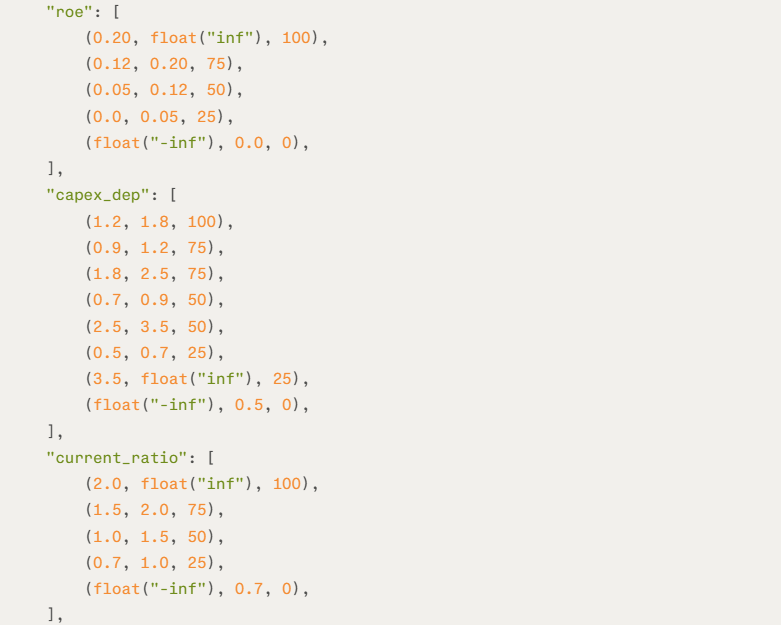 "roe": [
(0.20, float("inf"), 100),
(0.12, 0.20, 75),
(0.05, 0.12, 50),
(0.0, 0.05, 25),
(float("-inf"), 0.0, 0),
],
"capex_dep": [
(1.2, 1.8, 100),
(0.9, 1.2, 75),
(1.8, 2.5, 75),
(0.7, 0.9, 50),
(2.5, 3.5, 50),
(0.5, 0.7, 25),
(3.5, float("inf"), 25),
(float("-inf"), 0.5, 0),
],
"current_ratio": [
(2.0, float("inf"), 100),
(1.5, 2.0, 75),
(1.0, 1.5, 50),
(0.7, 1.0, 25),
(float("-inf"), 0.7, 0),
],